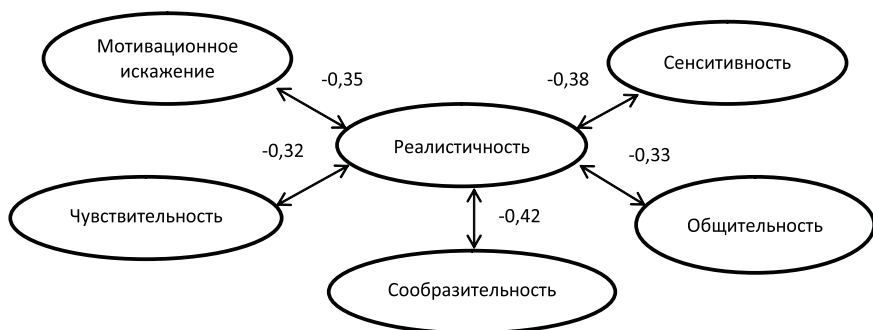 Мотивационное
искажение
-0,35
-0,38
Сенситивность
Реалистичность
-0,32
-0,33
Чувствительность
-0,42
Общительность
Сообразительность